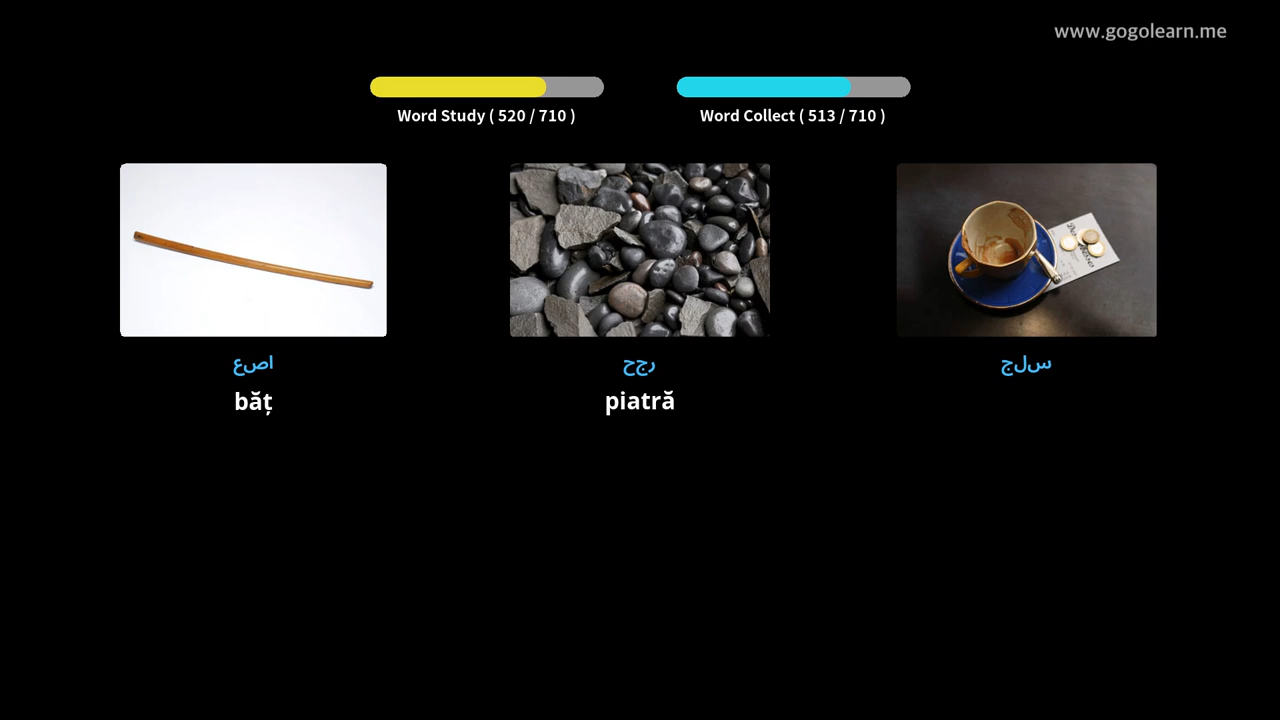 www.gogolearn.me
Word Study ( 520 / 710 )
Word Collect ( 513 / 710 )
اصع
رجح
سلج
băț
piatră